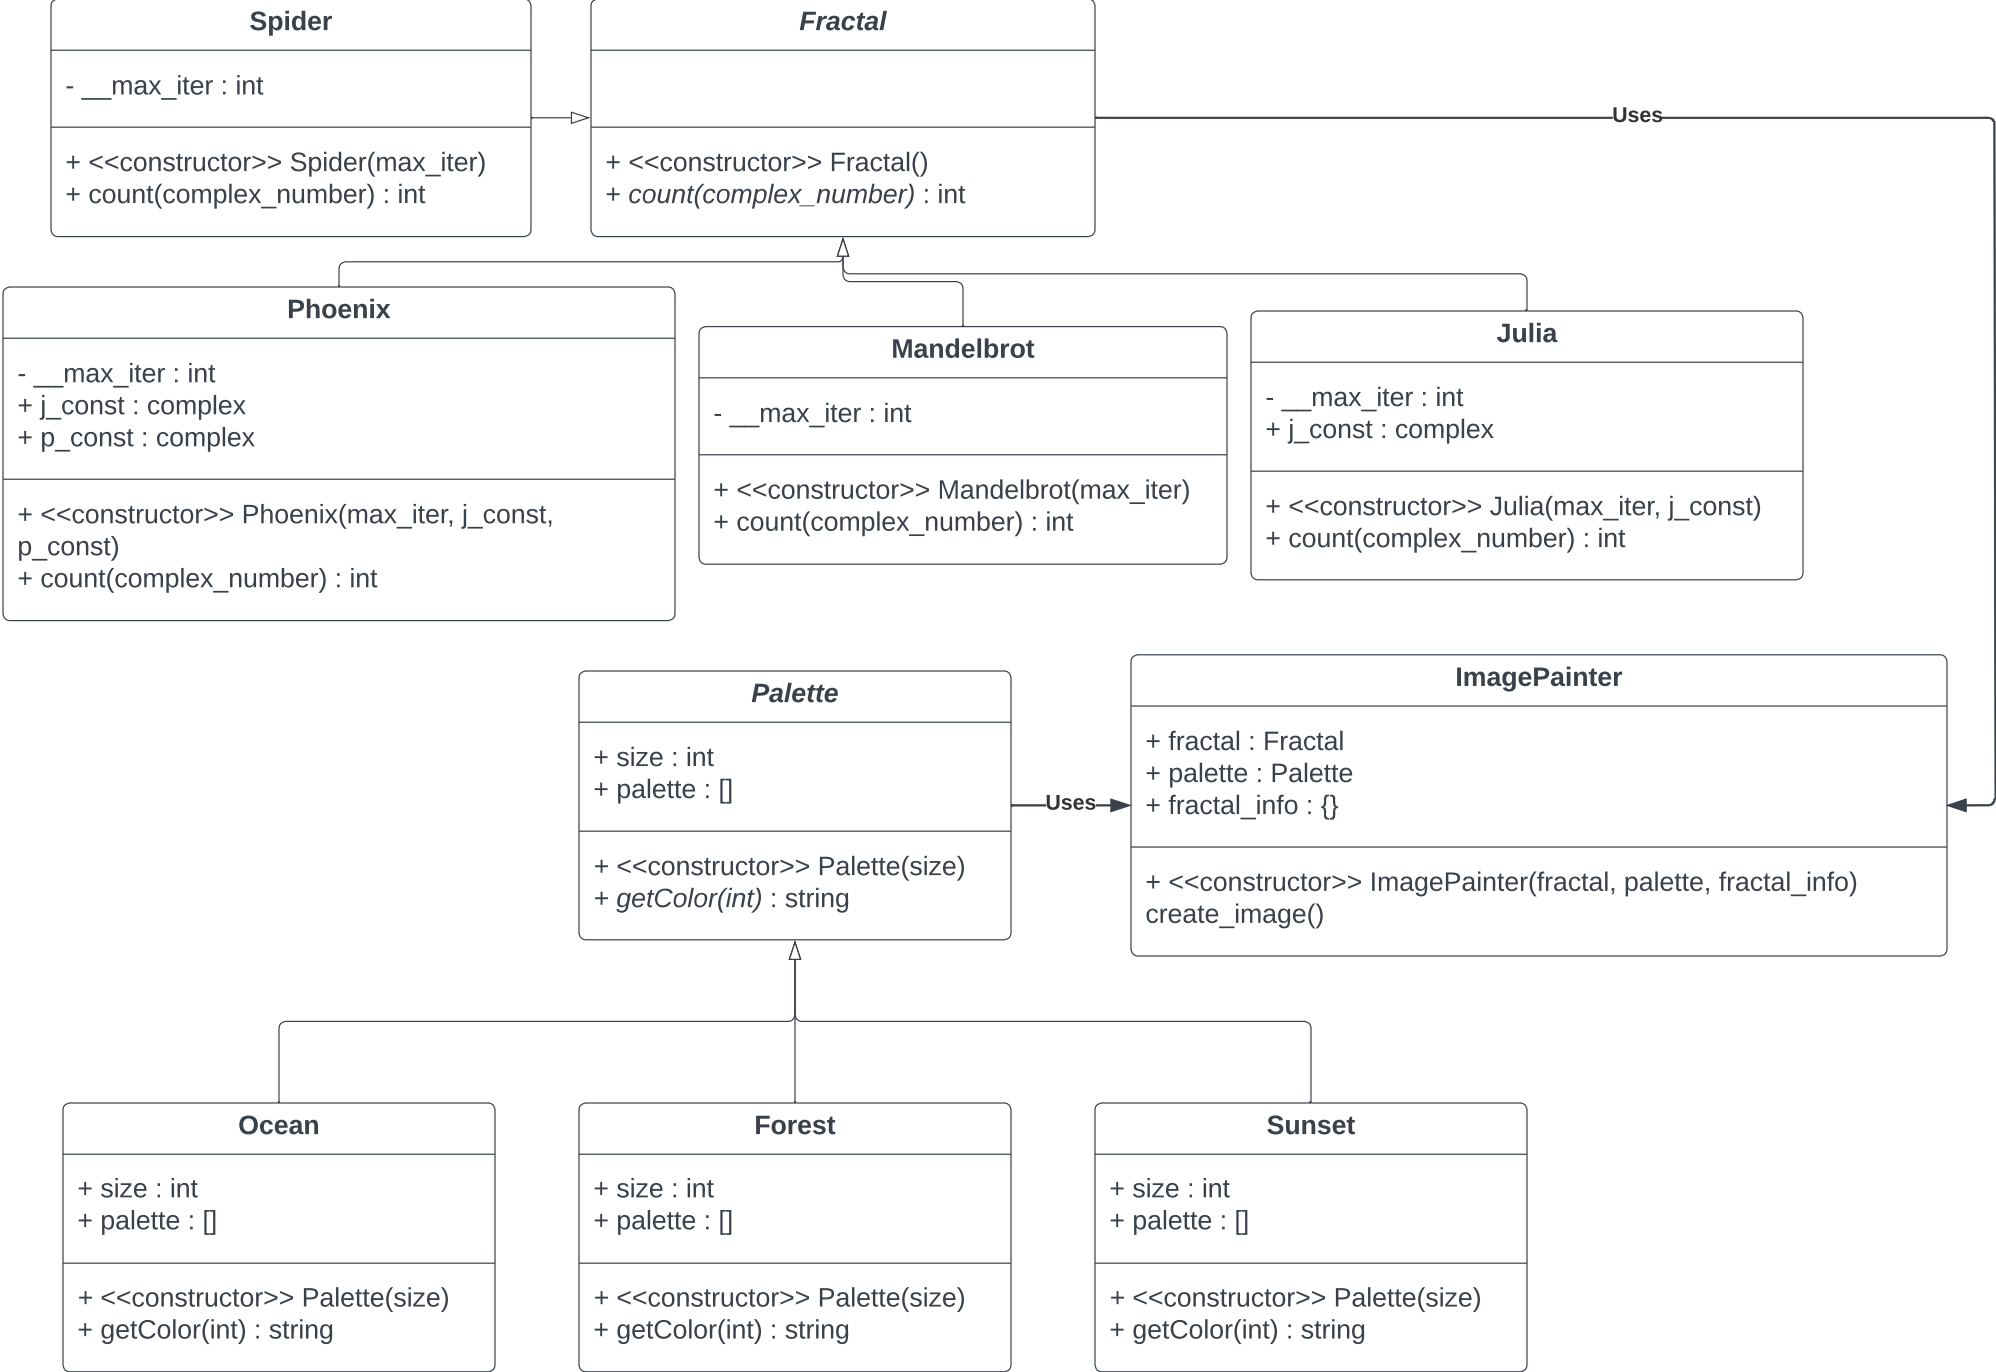 Spider
- __max_iter : int
+ <<constructor>> Spider(max_iter)
+ count(complex_number) : int
Fractal
+ <<constructor>> Fractal()
+ count(complex_number) : int
Uses
Phoenix
- __max_iter : int
+ j_const : complex
+ p_const : complex
+ <<constructor>> Phoenix(max_iter, j_const,
p_const)
+ count(complex_number) : int
Mandelbrot
- __max_iter : int
+ <<constructor>> Mandelbrot(max_iter)
+ count(complex_number) : int
Julia
- __max_iter : int
+ j_const : complex
+ <<constructor>> Julia(max_iter, j_const)
+ count(complex_number) : int
Palette
+ size : int
+ palette : []
+ <<constructor>> Palette(size)
+ getColor(int) : string
Uses
ImagePainter
+ fractal : Fractal
+ palette : Palette
+ fractal_info : {}
+ <<constructor>> ImagePainter(fractal, palette, fractal_info)
create_image()
Ocean
+ size : int
+ palette : []
+ <<constructor>> Palette(size)
+ getColor(int) : string
Forest
+ size : int
+ palette : []
+ <<constructor>> Palette(size)
+ getColor(int) : string
Sunset
+ size : int
+ palette : []
+ <<constructor>> Palette(size)
+ getColor(int) : string